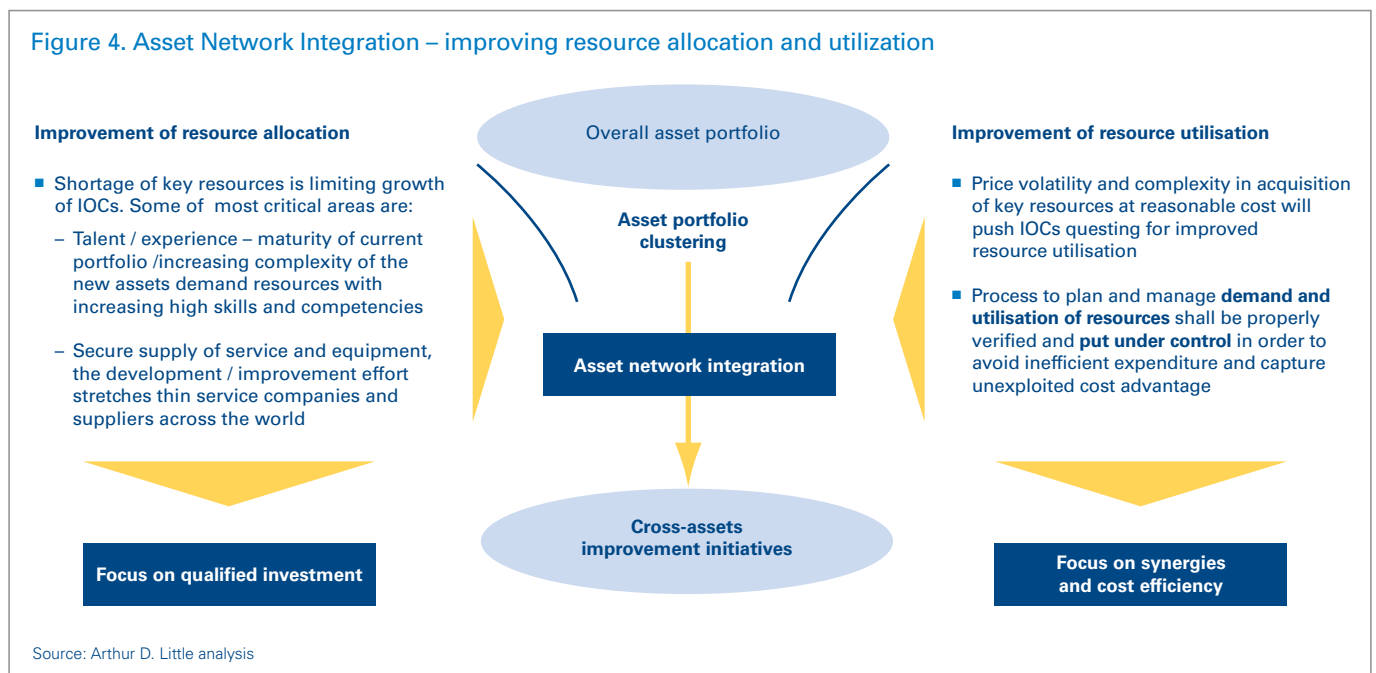 Figure 4. Asset Network Integration – improving resource allocation and utilization
Improvement of resource allocation
■ Shortage of key resources is limiting growth
of IOCs. Some of most critical areas are:
– Talent / experience – maturity of current
portfolio /increasing complexity of the
new assets demand resources with
increasing high skills and competencies
– Secure supply of service and equipment,
the development / improvement effort
stretches thin service companies and
suppliers across the world
Focus on qualified investment
Overall asset portfolio
Asset portfolio
clustering
Asset network integration
Cross-assets
improvement initiatives
Improvement of resource utilisation
■ Price volatility and complexity in acquisition
of key resources at reasonable cost will
push IOCs questing for improved
resource utilisation
■ Process to plan and manage demand and
utilisation of resources shall be properly
verified and put under control in order to
avoid inefficient expenditure and capture
unexploited cost advantage
Focus on synergies
and cost efficiency
Source: Arthur D. Little analysis